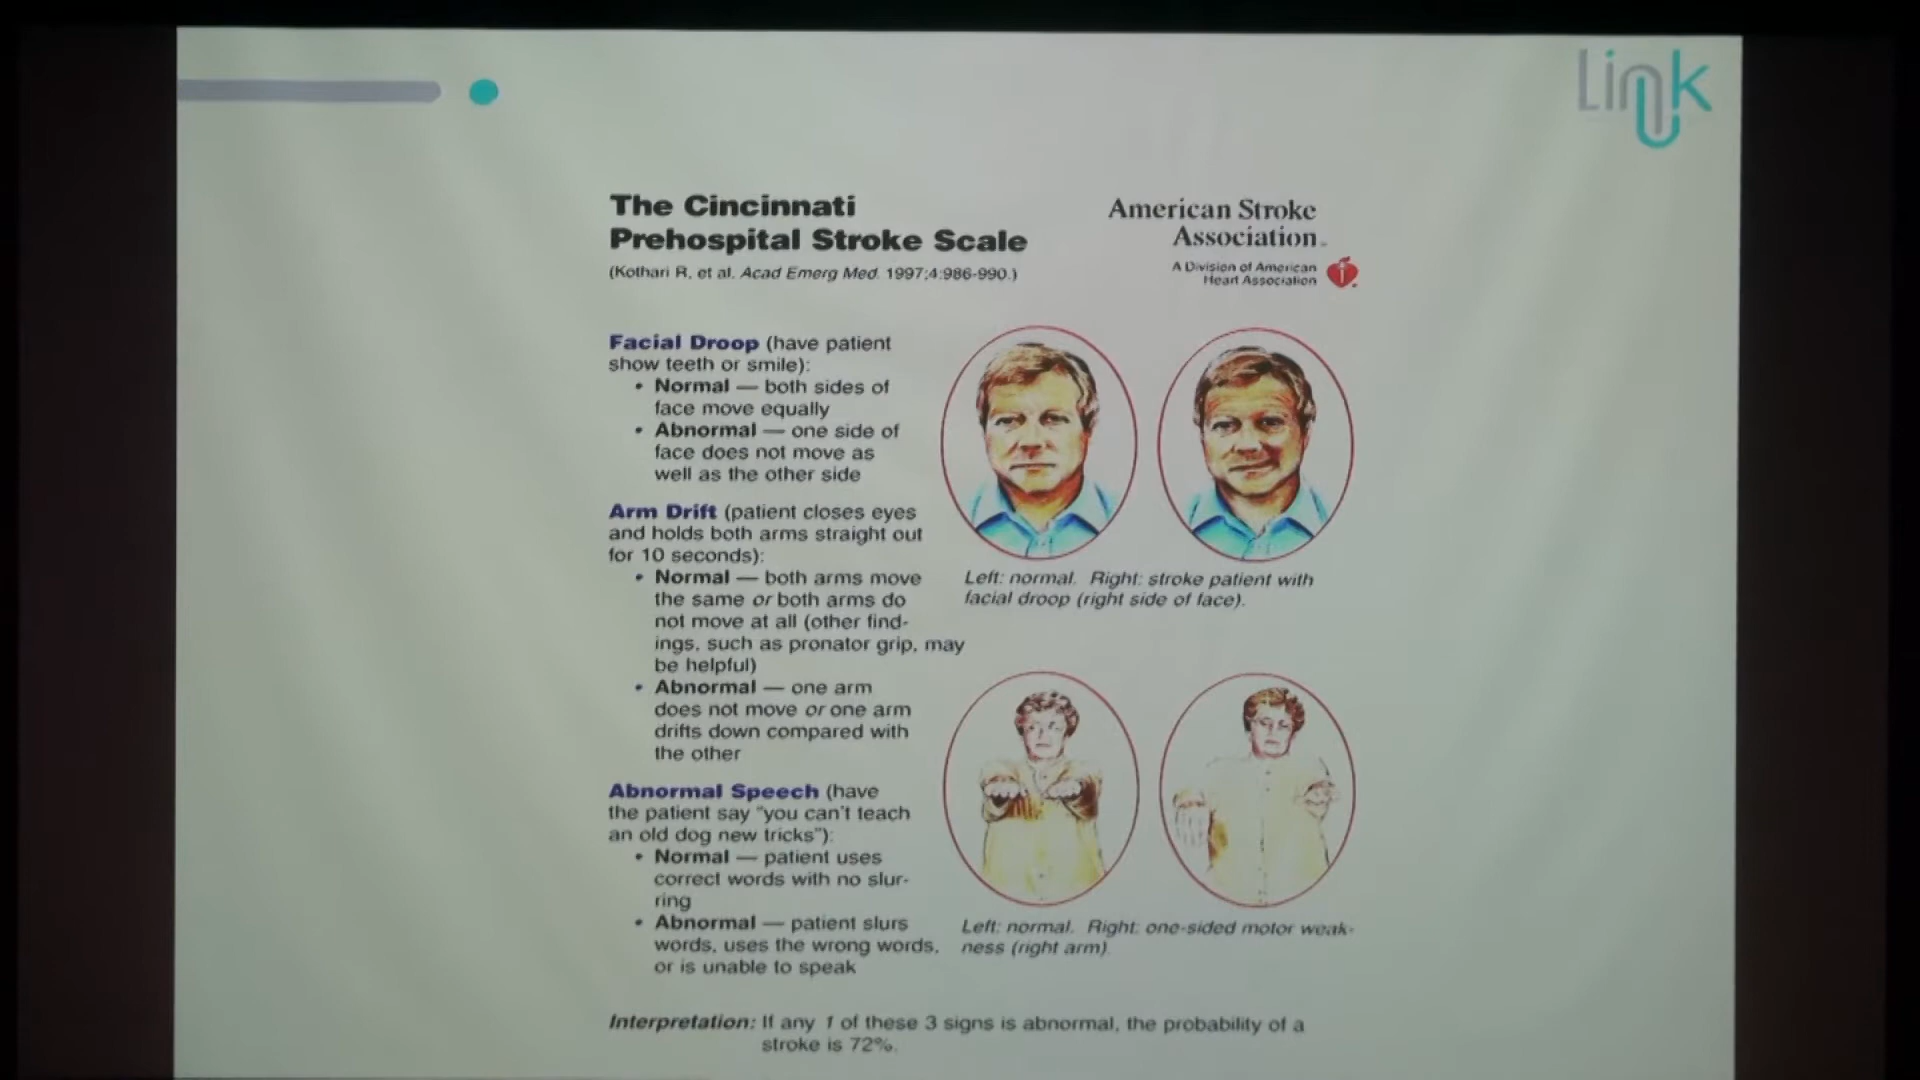 Link
The Cincinnati
Prehospital Stroke Scale
(Kothari R, et al. Acad Emerg Med. 1997;4:986-990.)
American Stroke
Association
A Division of American
Heart Association
Facial Droop (have patient
show teeth or smile):
• Normal — both sides of
face move equally
• Abnormal — one side of
face does not move as
well as the other side
Arm Drift (patient closes eyes
and holds both arms straight out
for 10 seconds):
• Normal — both arms move
the same or both arms do
not move at all (other find-
ings, such as pronator grip, may
be helpful)
• Abnormal — one arm
does not move or one arm
drifts down compared with
the other
Abnormal Speech (have
the patient say "you can't teach
an old dog new tricks"):
• Normal — patient uses
correct words with no slur-
ring
• Abnormal — patient slurs
words, uses the wrong words,
or is unable to speak
Left: normal. Right: stroke patient with
facial droop (right side of face).
Left: normal. Right: one-sided motor weak-
ness (right arm).
Interpretation: If any 1 of these 3 signs is abnormal, the probability of a
stroke is 72%.